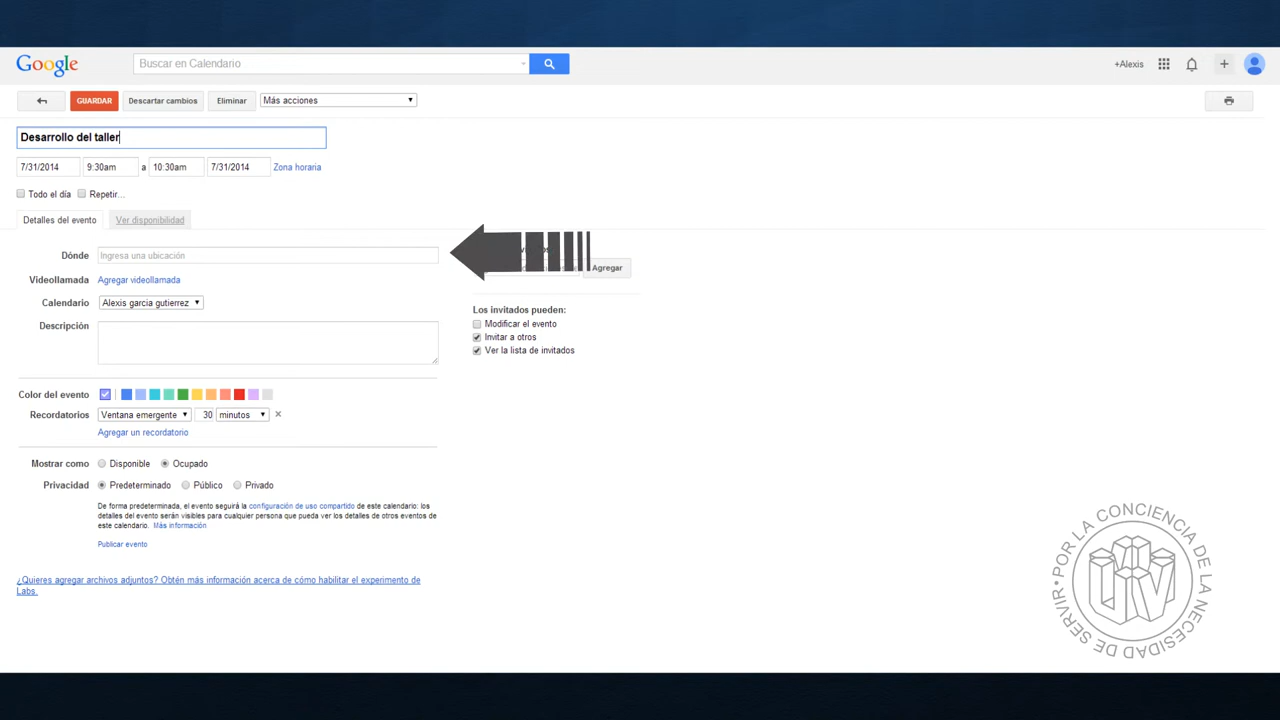 Google
Buscar en Calendario
+Alexis
GUARDAR
Descartar cambios
Eliminar
Más acciones
Desarrollo del taller
7/31/2014 9:30am a 10:30am 7/31/2014 Zona horaria
Todo el día Repetir...
Detalles del evento Ver disponibilidad
Dónde Ingresa una ubicación
Agregar
Videollamada Agregar videollamada
Calendario Alexis garcia gutierrez
Descripción
Los invitados pueden:
Modificar el evento
Invitar a otros
Ver la lista de invitados
Color del evento
Recordatorios Ventana emergente 30 minutos
Agregar un recordatorio
Mostrar como Disponible Ocupado
Privacidad Predeterminado Público Privado
De forma predeterminada, el evento seguirá la configuración de uso compartido de este calendario: los
detalles del evento serán visibles para cualquier persona que pueda ver los detalles de otros eventos de
este calendario. Más información
Publicar evento
¿Quieres agregar archivos adjuntos? Obtén más información acerca de cómo habilitar el experimento de
Labs.
•POR LA CONCIENCIA DE LA NECESIDAD DE SERVIR